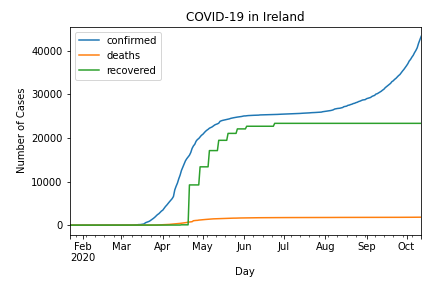 COVID-19 in Ireland
confirmed
deaths
recovered
Number of Cases
40000
30000
20000
10000
0
Feb Mar Apr May Jun Jul Aug Sep Oct
2020
Day